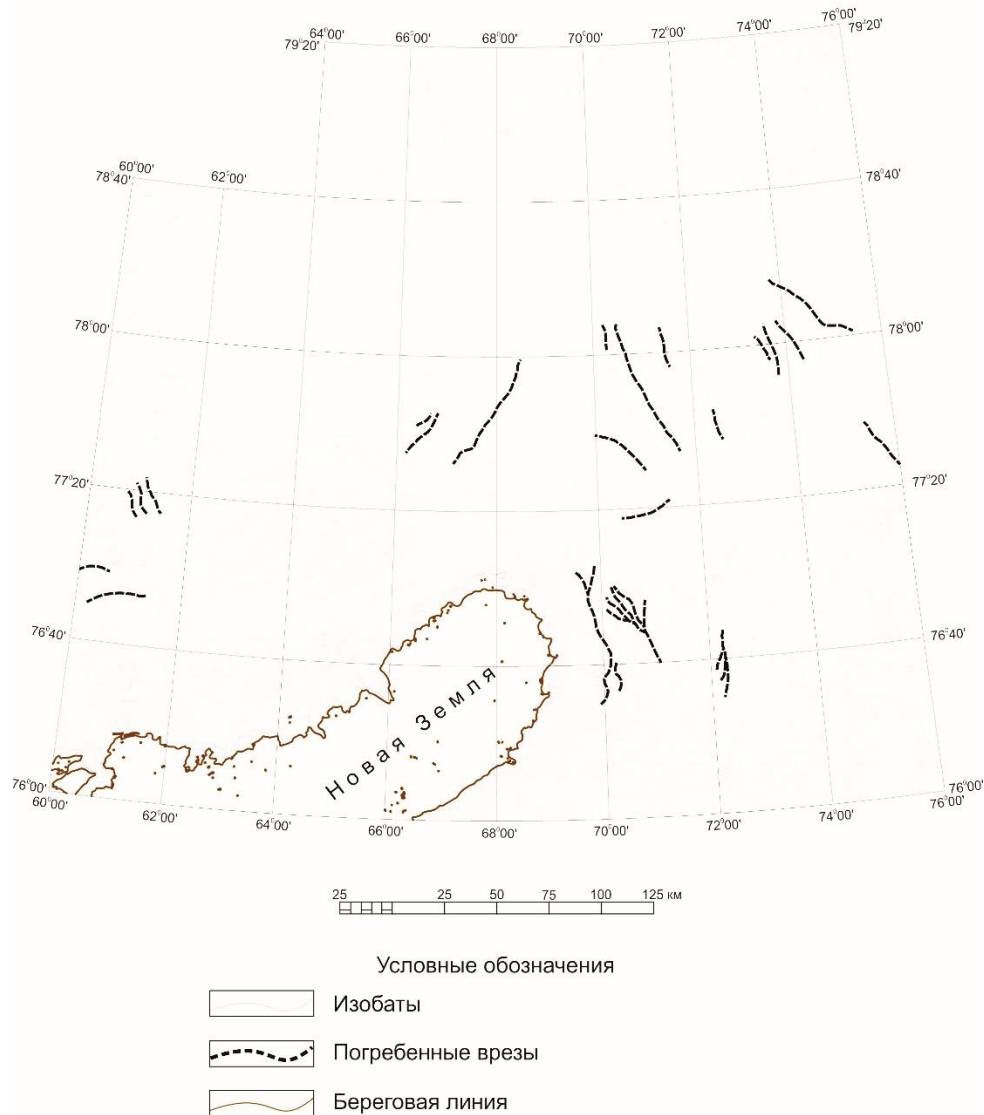 64°00' 66°00' 68°00' 70°00' 72°00' 74°00' 76°00'
79°20' 79°20'
60°00'
78°40' 62°00' 78°40'
78°00' 78°00'
77°20' 77°20'
76°40' 76°40'
Новая Земля
76°00' 76°00'
60°00' 62°00' 64°00' 66°00' 68°00' 70°00' 72°00' 74°00' 76°00'
25 25 50 75 100 125 км
Условные обозначения
Изобаты
Погребенные врезы
Береговая линия